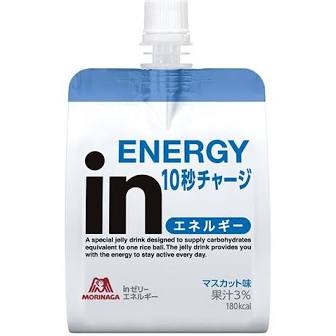 ENERGY
10秒チャージ
in
エネルギー
A special jelly drink designed to supply carbohydrates
equivalent to one rice ball. The jelly drink provides you
with the energy to stay active every day.
MORINAGA
inゼリー
エネルギー
マスカット味
果汁3%
180kcal